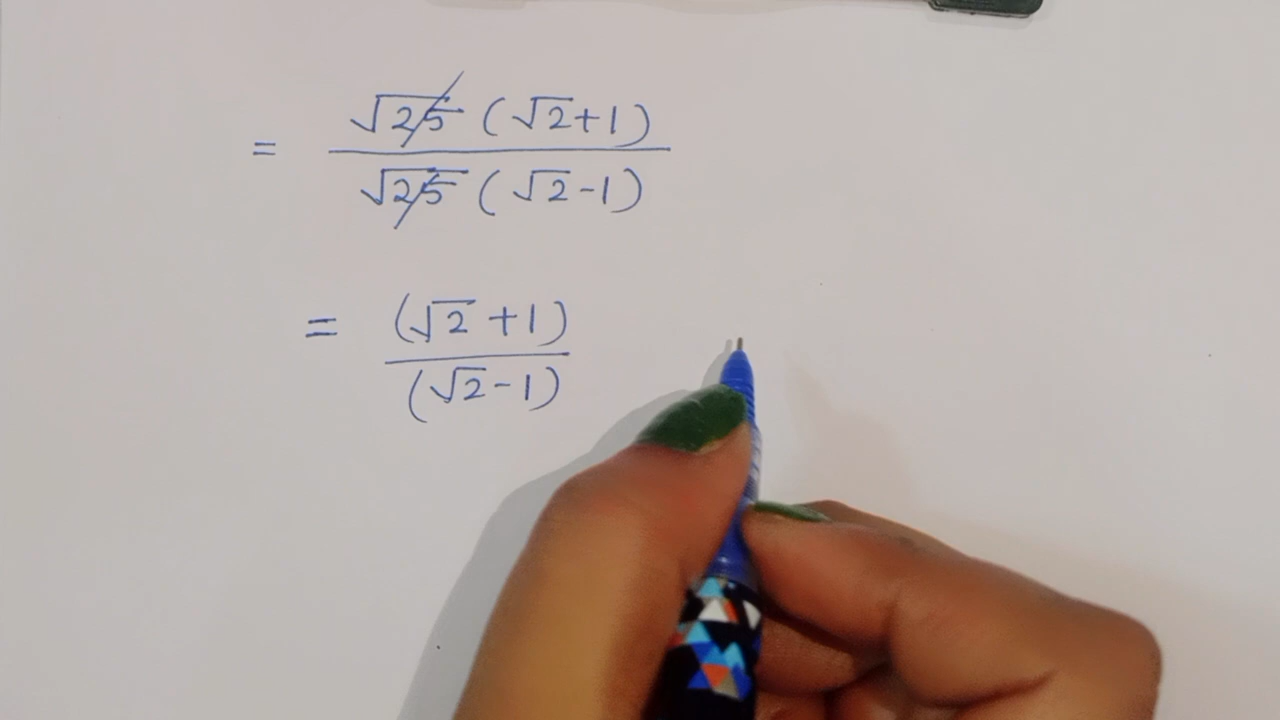 = √25 (√2+1)
√25 (√2-1)
= (√2 +1)
(√2-1)